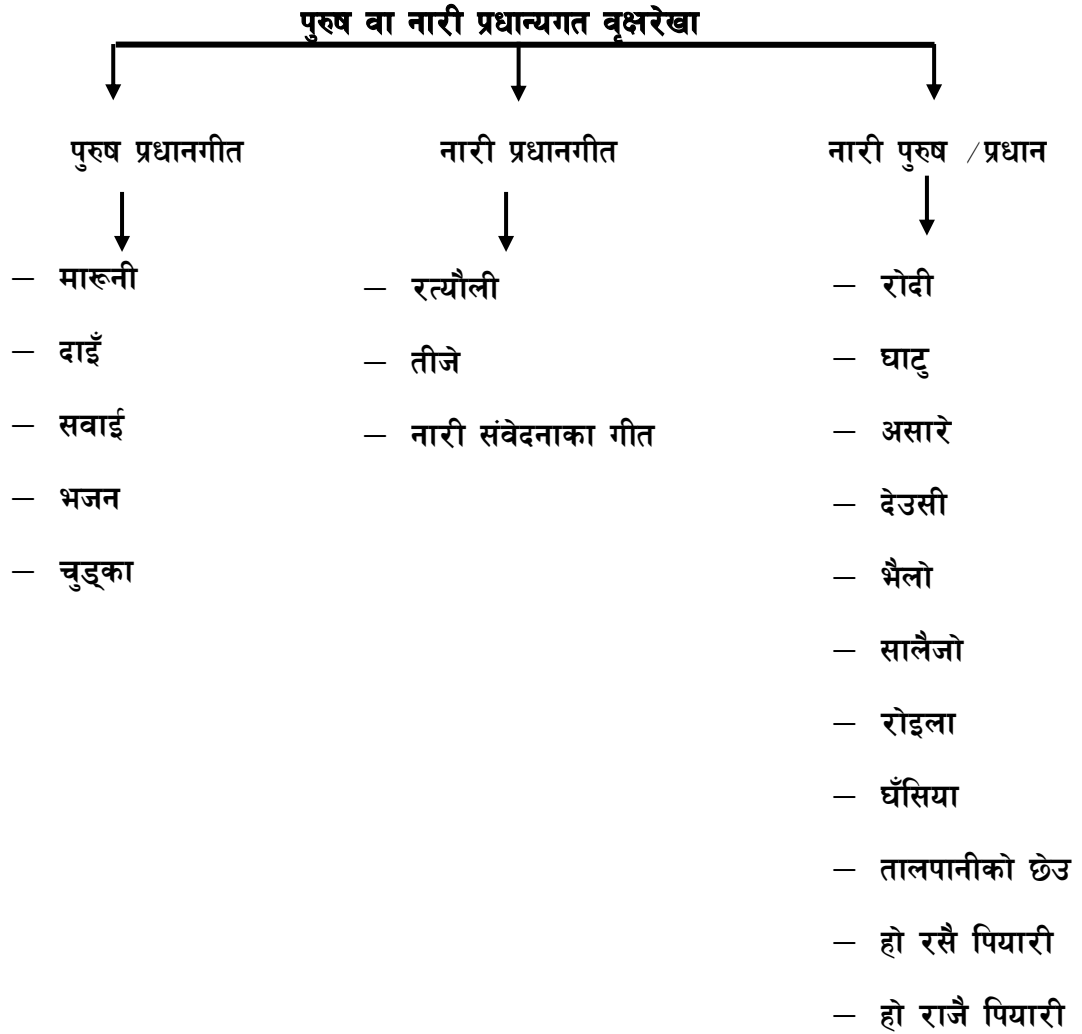 पुरुष वा नारी प्रधान्यगत वृक्षरेखा
पुरुष प्रधानगीत
– मारूनी
– दाइँ
– सवाई
– भजन
– चुड्का
नारी प्रधानगीत
– रत्यौली
– तीजे
– नारी संवेदनाका गीत
नारी पुरुष /प्रधान
– रोदी
– घाटु
– असारे
– देउसी
– भैलो
– सालैजो
– रोइला
– घँसिया
– तालपानीको छेउ
– हो रसै पियारी
– हो राजै पियारी